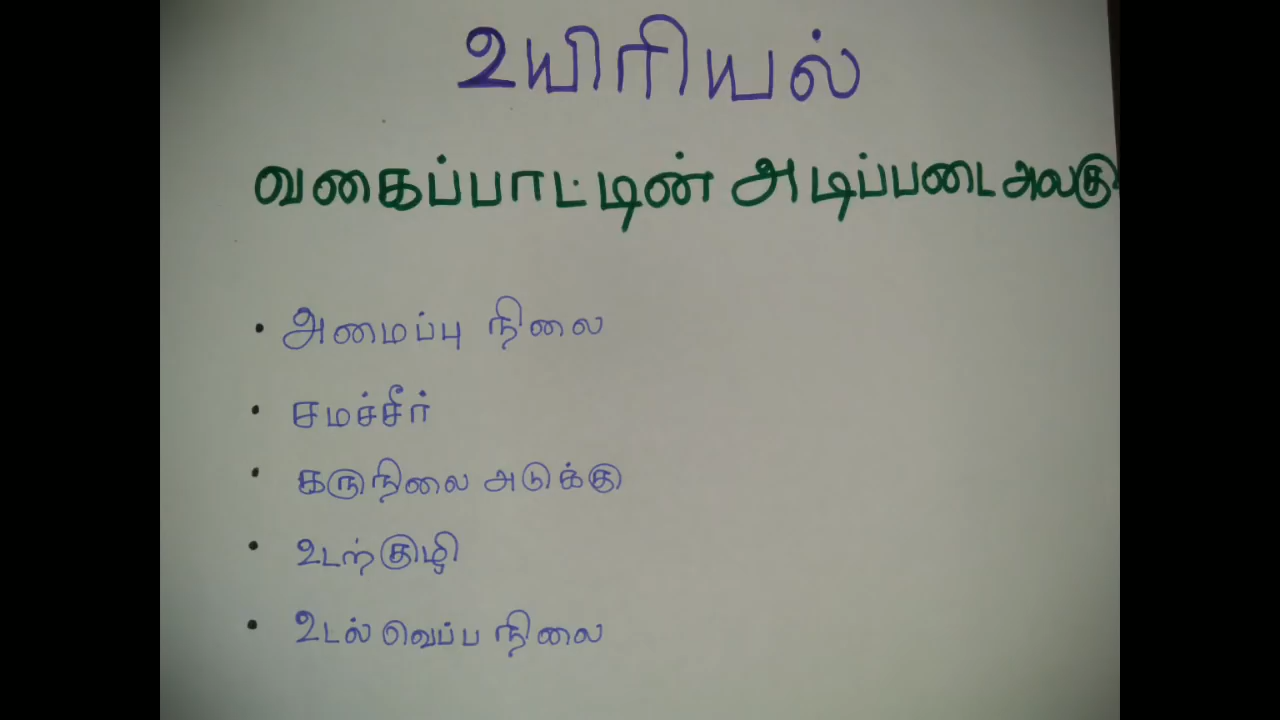 உயிரியல்
வகைப்பாட்டின் அடிப்படை அலகு
அமைப்பு நிலை
சமச்சீர்
கருநிலை அடுக்கு
உடற்குழி
உடல் வெப்ப நிலை